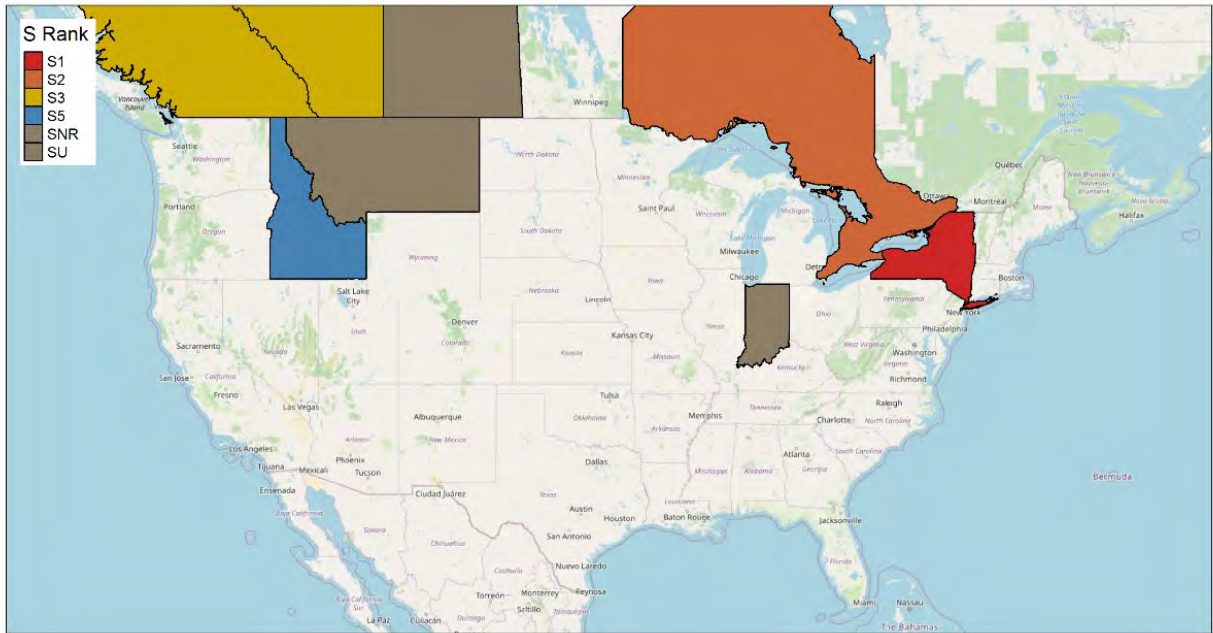 S Rank
S1
S2
S3
S5
SNR
SU
Vancouver
Island
Winnipeg
Seattle
Washington
North Dakota
Minnesota
Lake Superior
Québec
New Brunswick
Nova Scotia
Ottawa
Montréal
Maine
Halifax
Portland
Oregon
Saint Paul
Wisconsin
Michigan
South Dakota
Wyoming
Milwaukee
Lake Michigan
Boston
Chicago
Iowa
Salt Lake
City
Nebraska
Lincoln
Pennsylvania
New York
Ohio
Philadelphia
Denver
Utah
Colorado
Nevada
Sacramento
Kansas City
Kansas
Missouri
Illinois
West Virginia
Washington
Kentucky
Virginia
Richmond
San Jose
California
Fresno
Las Vegas
Tulsa
Raleigh
Tennessee
North Carolina
Albuquerque
New Mexico
Oklahoma
Memphis
Arkansas
Charlotte
Los Angeles
Arizona
Phoenix
South Carolina
Atlanta
Tijuana
Mexicali
Tucson
Dallas
Mississippi
Alabama
Georgia
Ensenada
Ciudad Juárez
Texas
Louisiana
Bermuda
Baja California
Austin
Houston
Baton Rouge
Jacksonville
Sonora
San Antonio
Chihuahua
Coahuila
Nuevo Laredo
Florida
Baja California
Sur
Torreón
Monterrey
Reynosa
Miami
Nassau
La Paz
Culiacán
Durango
Saltillo
Tamaulipas
The Bahamas